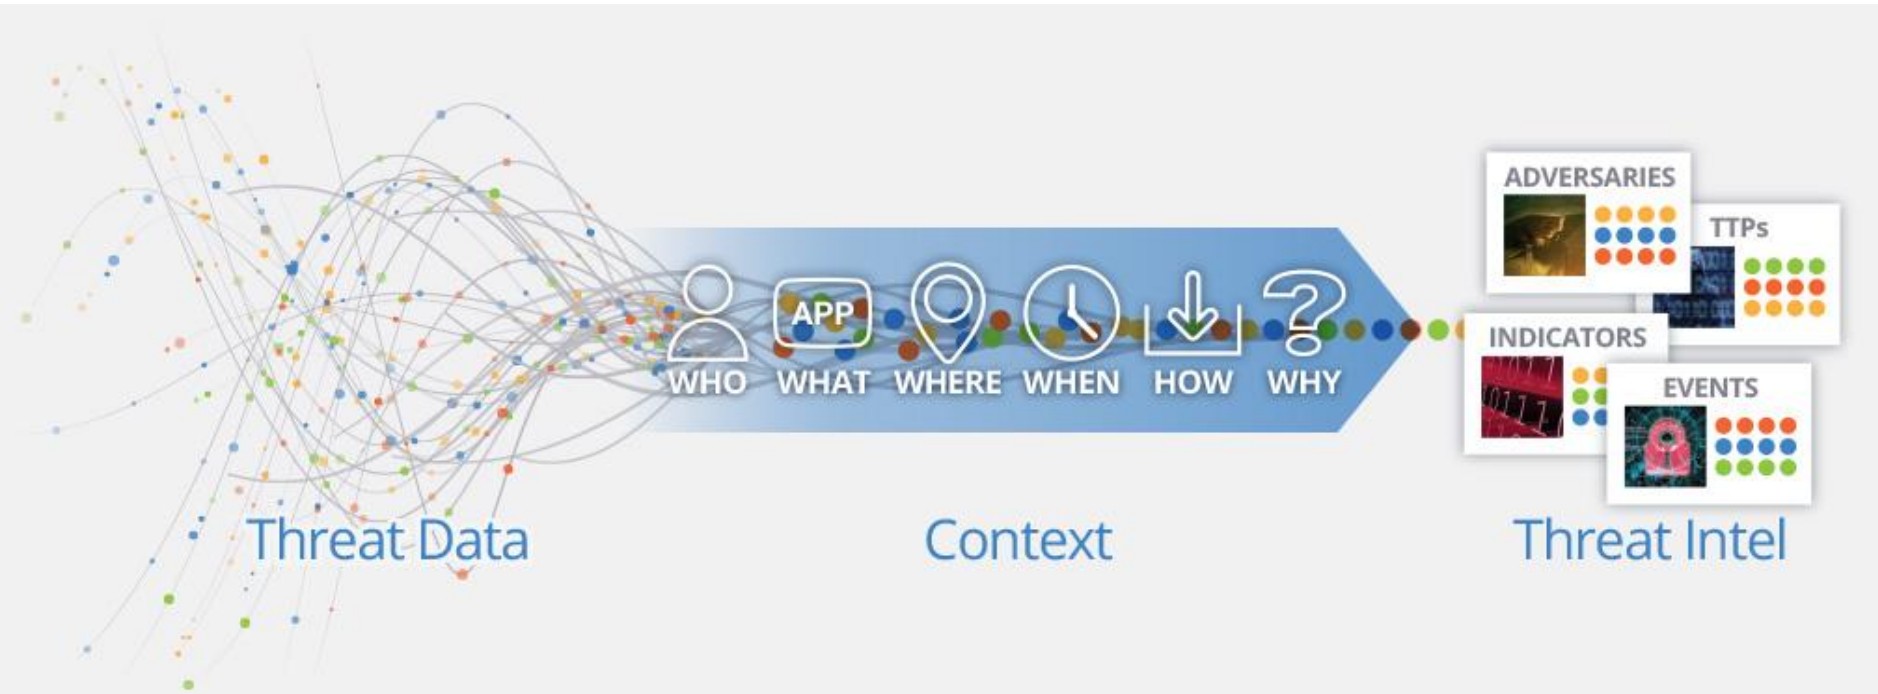 ADVERSARIES
TTPs
APP
INDICATORS
WHO WHAT WHERE WHEN HOW WHY
EVENTS
Threat Data Context Threat Intel